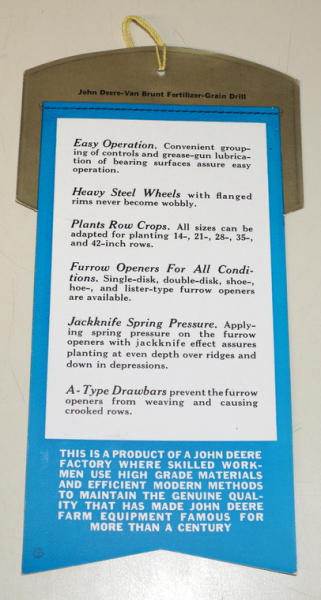 John Deere-Van Brunt Fertilizer-Grain Drill
Easy Operation. Convenient group-
ing of controls and grease-gun lubrica-
tion of bearing surfaces assure easy
operation.
Heavy Steel Wheels with flanged
rims never become wobbly.
Plants Row Crops. All sizes can be
adapted for planting 14-, 21-, 28-, 35-,
and 42-inch rows.
Furrow Openers For All Condi-
tions. Single-disk, double-disk, shoe-,
hoe-, and lister-type furrow openers
are available.
Jackknife Spring Pressure. Apply-
ing spring pressure on the furrow
openers with jackknife effect assures
planting at even depth over ridges and
down in depressions.
A-Type Drawbars prevent the furrow
openers from weaving and causing
crooked rows.
THIS IS A PRODUCT OF A JOHN DEERE
FACTORY WHERE SKILLED WORK-
MEN USE HIGH GRADE MATERIALS
AND EFFICIENT MODERN METHODS
TO MAINTAIN THE GENUINE QUAL-
ITY THAT HAS MADE JOHN DEERE
FARM EQUIPMENT FAMOUS FOR
MORE THAN A CENTURY